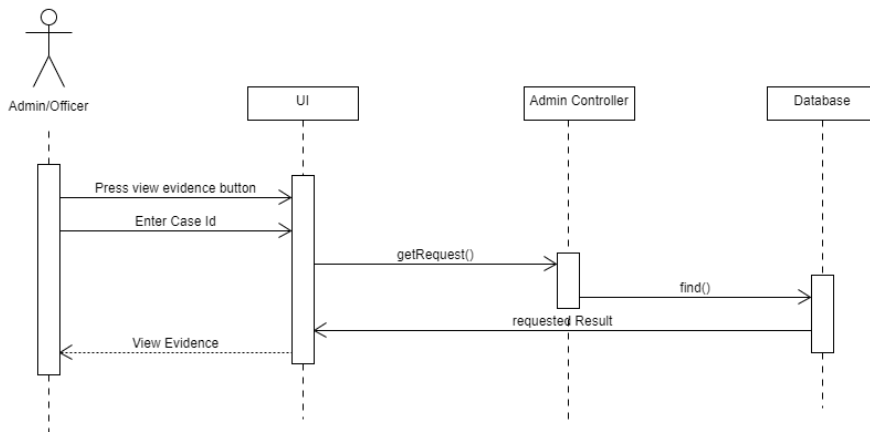 Admin/Officer
UI
Admin Controller
Database
Press view evidence button
Enter Case Id
getRequest()
find()
requested Result
View Evidence